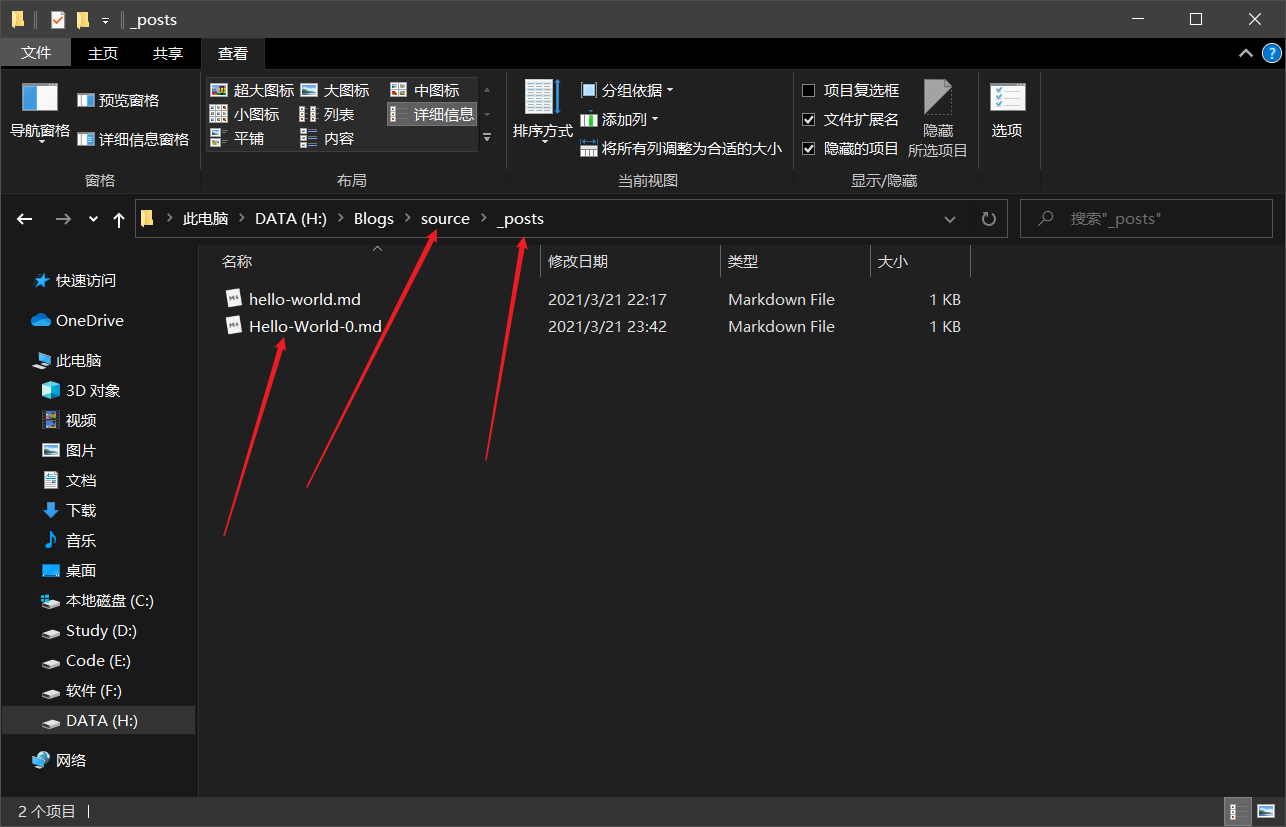 _posts
文件 主页 共享 查看
导航窗格
预览窗格
详细信息窗格
窗格
超大图标 大图标 中图标
小图标 列表 详细信息
平铺 内容
布局
排序方式
分组依据
添加列
将所有列调整为合适的大小
当前视图
项目复选框
文件扩展名
隐藏的项目
隐藏
所选项目
显示/隐藏
选项
此电脑 DATA (H:) Blogs source _posts
搜索"_posts"
名称 修改日期 类型 大小
hello-world.md 2021/3/21 22:17 Markdown File 1 KB
Hello-World-0.md 2021/3/21 23:42 Markdown File 1 KB
快速访问
OneDrive
此电脑
3D 对象
视频
图片
文档
下载
音乐
桌面
本地磁盘 (C:)
Study (D:)
Code (E:)
软件 (F:)
DATA (H:)
网络
2 个项目